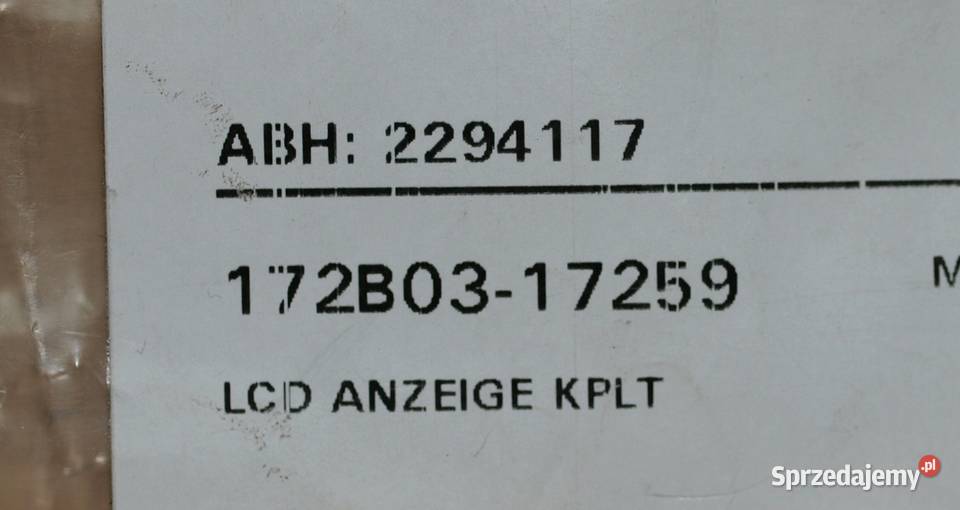 ABH: 2294117
172B03-17259
LCD ANZEIGE KPLT
Sprzedajemy.pl